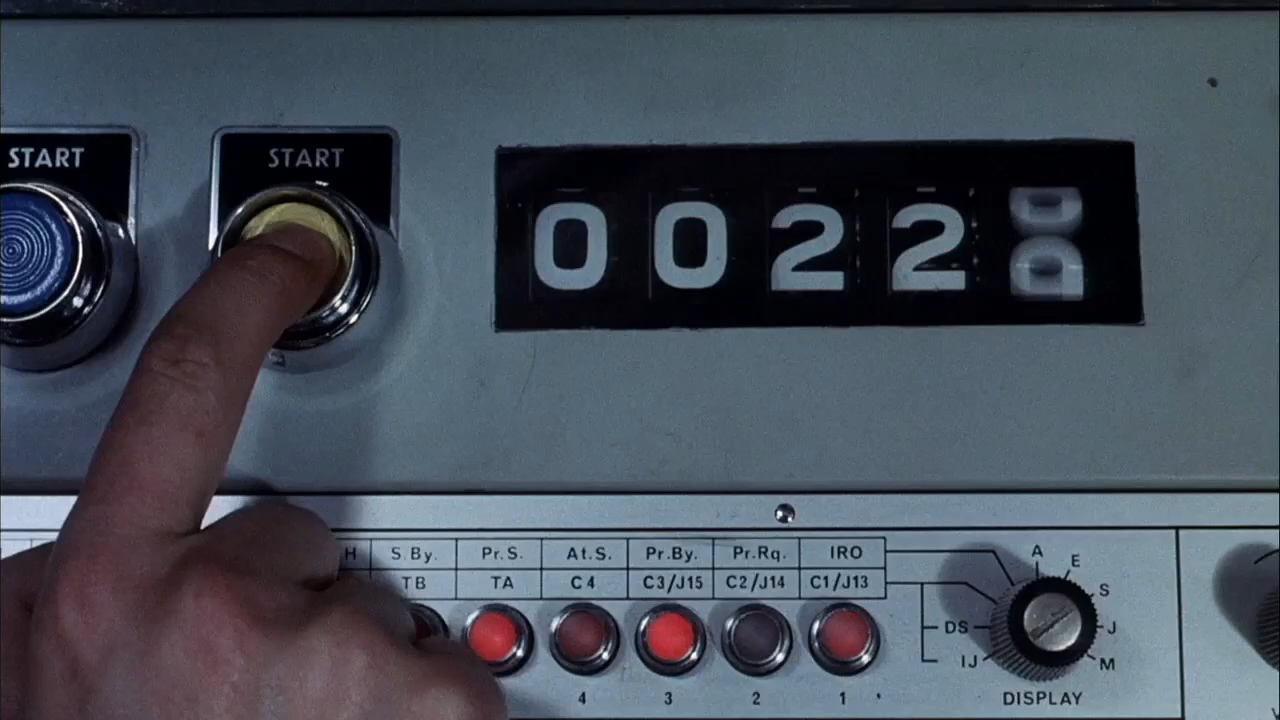 START
START
0022
H S.By. Pr.S. At.S. Pr.By. Pr.Rq. IRO
TB TA C4 C3/J15 C2/J14 C1/J13
A
E
S
DS J
IJ M
4 3 2 1 DISPLAY